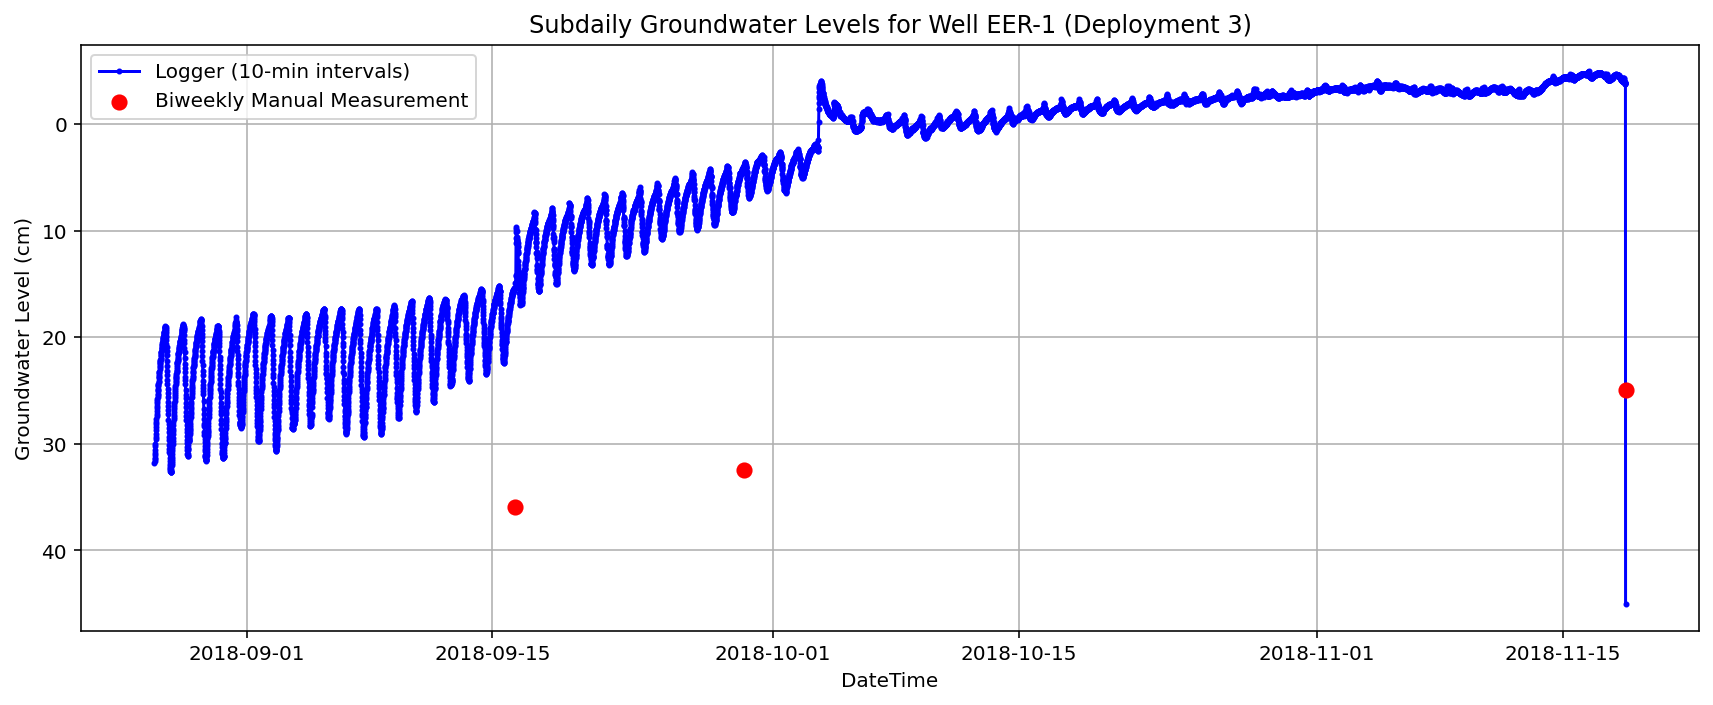 Subdaily Groundwater Levels for Well EER-1 (Deployment 3)
Logger (10-min intervals)
Biweekly Manual Measurement
0
10
20
30
40
Groundwater Level (cm)
2018-09-01
2018-09-15
2018-10-01
2018-10-15
2018-11-01
2018-11-15
DateTime